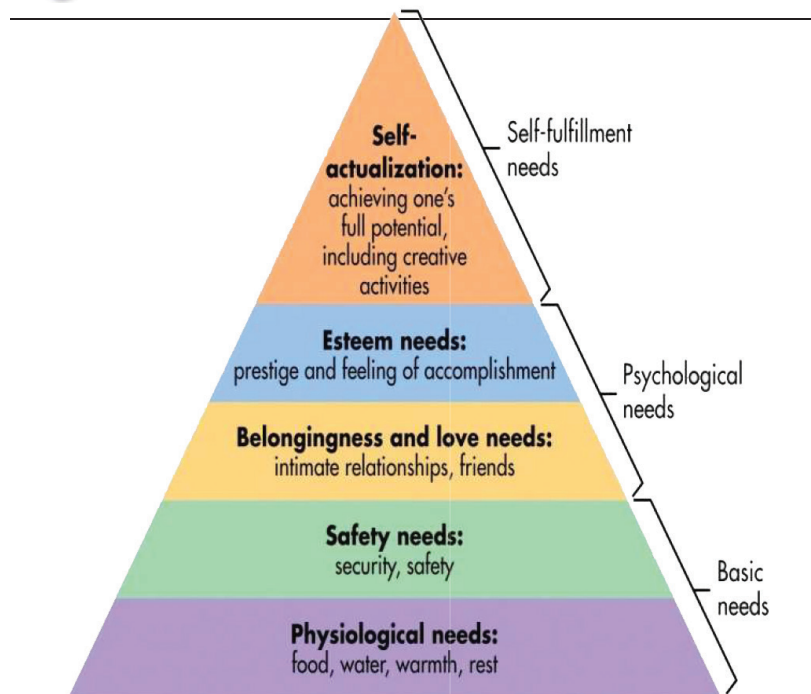 Self-
actualization:
achieving one's
full potential,
including creative
activities
Self-fulfillment
needs
Esteem needs:
prestige and feeling of accomplishment
Psychological
needs
Belongingness and love needs:
intimate relationships, friends
Safety needs:
security, safety
Basic
needs
Physiological needs:
food, water, warmth, rest